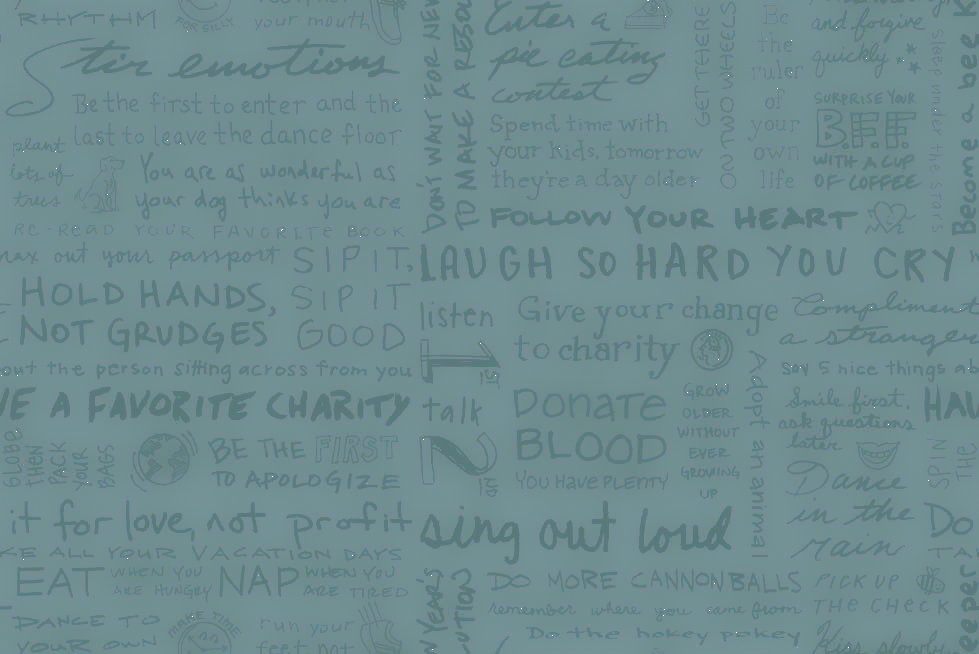 RHYTHM
FOR SILLY
your mouth
Stir emotions
Be the first to enter and the
last to leave the dance floor
plant
lots of
trees
You are as wonderful as
your dog thinks you are
RE-READ YOUR FAVORITE BOOK
max out your passport
SIP IT,
SIP IT
GOOD
HOLD HANDS,
NOT GRUDGES
out the person sitting across from you
VE A FAVORITE CHARITY
GLOBE
THEN
PACK
YOUR
BAGS
BE THE FIRST
TO APOLOGIZE
it for love, not profit
KE ALL YOUR VACATION DAYS
EAT WHEN YOU
ARE HUNGRY
NAP WHEN YOU
ARE TIRED
DANCE TO
YOUR OWN
MAKE TIME
run your
feet not
DON'T WAIT FOR NEW
TO MAKE A RESOL
Enter a
pie eating
contest
Spend time with
your kids, tomorrow
they're a day older
GET THERE
ON TWO WHEELS
Be
the
ruler
of
your
own
life
and forgive
quickly
SURPRISE YOUR
B.F.F.
WITH A CUP
OF COFFEE
sleep under the stars
Become a bee k
FOLLOW YOUR HEART
LAUGH SO HARD YOU CRY
listen
1ST
talk
2ND
Give your change
to charity
Donate
BLOOD
YOU HAVE PLENTY
GROW
OLDER
WITHOUT
EVER
GROWING
UP
Adopt an animal
Compliment
a stranger
Say 5 nice things ab
Smile first,
ask questions
later
HAN
SPIN
THE
Dance
in the
rain
DO
TA
sing out loud
W YEAR'S
LUTION
DO MORE CANNONBALLS
remember where you came from
Do the hokey pokey
PICK UP
THE CHECK
Kiss slowly
eeper